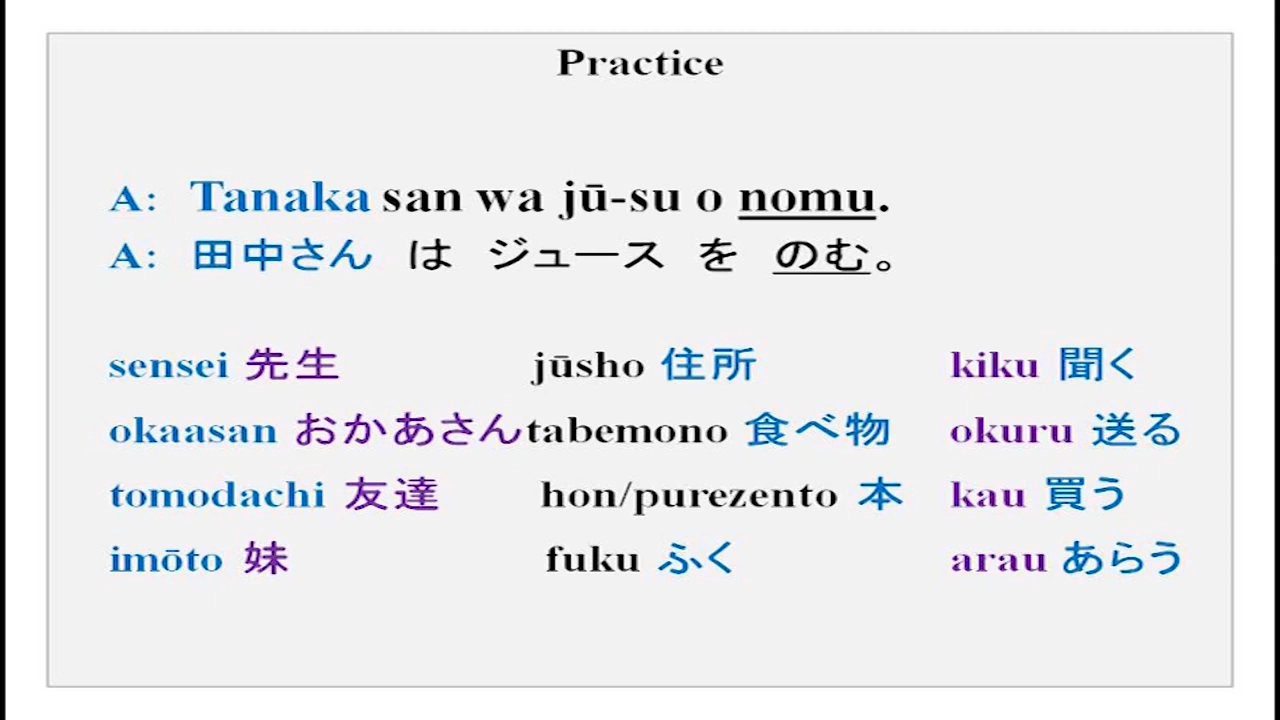 Practice
A: Tanaka san wa jū-su o nomu.
A: 田中さん は ジュース を のむ。
sensei 先生 jūsho 住所 kiku 聞く
okaasan おかあさん tabemono 食べ物 okuru 送る
tomodachi 友達 hon/purezento 本 kau 買う
imōto 妹 fuku ふく arau あらう